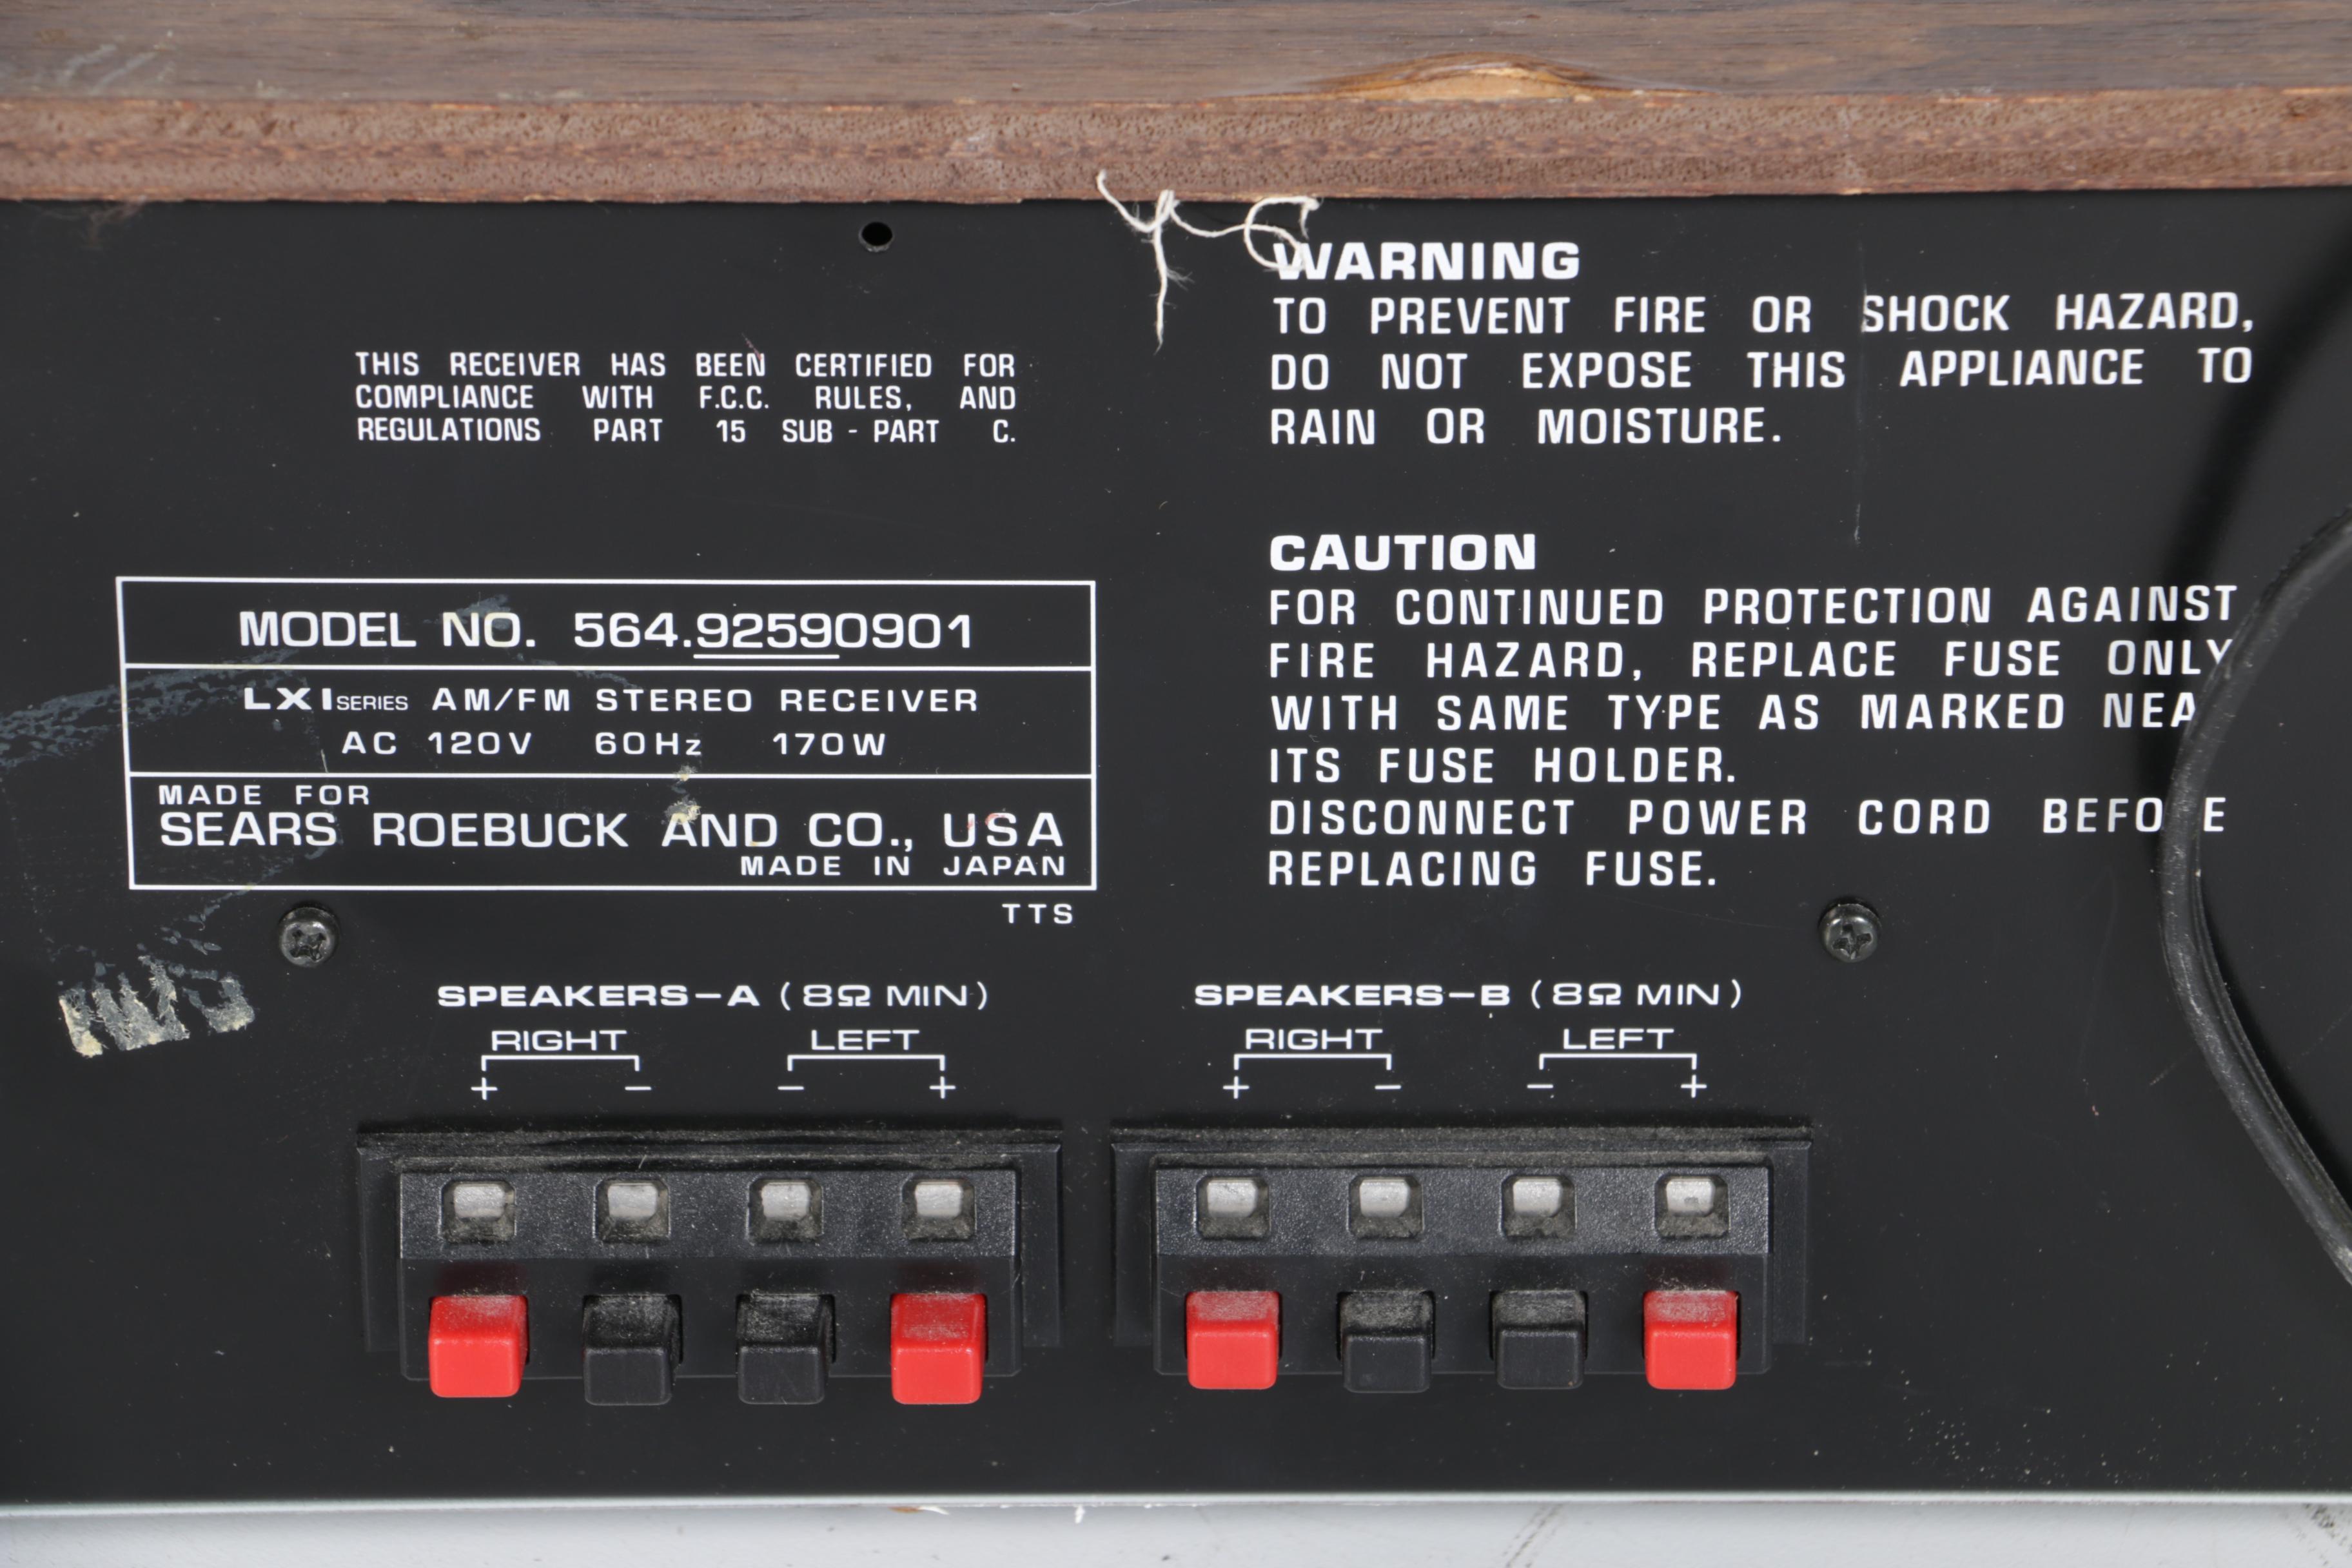 THIS RECEIVER HAS BEEN CERTIFIED FOR
COMPLIANCE WITH F.C.C. RULES, AND
REGULATIONS PART 15 SUB - PART C.
MODEL NO. 564.92590901
LXI SERIES AM/FM STEREO RECEIVER
AC 120V 60Hz 170W
MADE FOR
SEARS ROEBUCK AND CO., USA
MADE IN JAPAN
TTS
WARNING
TO PREVENT FIRE OR SHOCK HAZARD,
DO NOT EXPOSE THIS APPLIANCE TO
RAIN OR MOISTURE.
CAUTION
FOR CONTINUED PROTECTION AGAINST
FIRE HAZARD, REPLACE FUSE ONLY
WITH SAME TYPE AS MARKED NEA
ITS FUSE HOLDER.
DISCONNECT POWER CORD BEFO E
REPLACING FUSE.
SPEAKERS-A (8Ω MIN)
RIGHT LEFT
+ - - +
SPEAKERS-B (8Ω MIN)
RIGHT LEFT
+ - - +